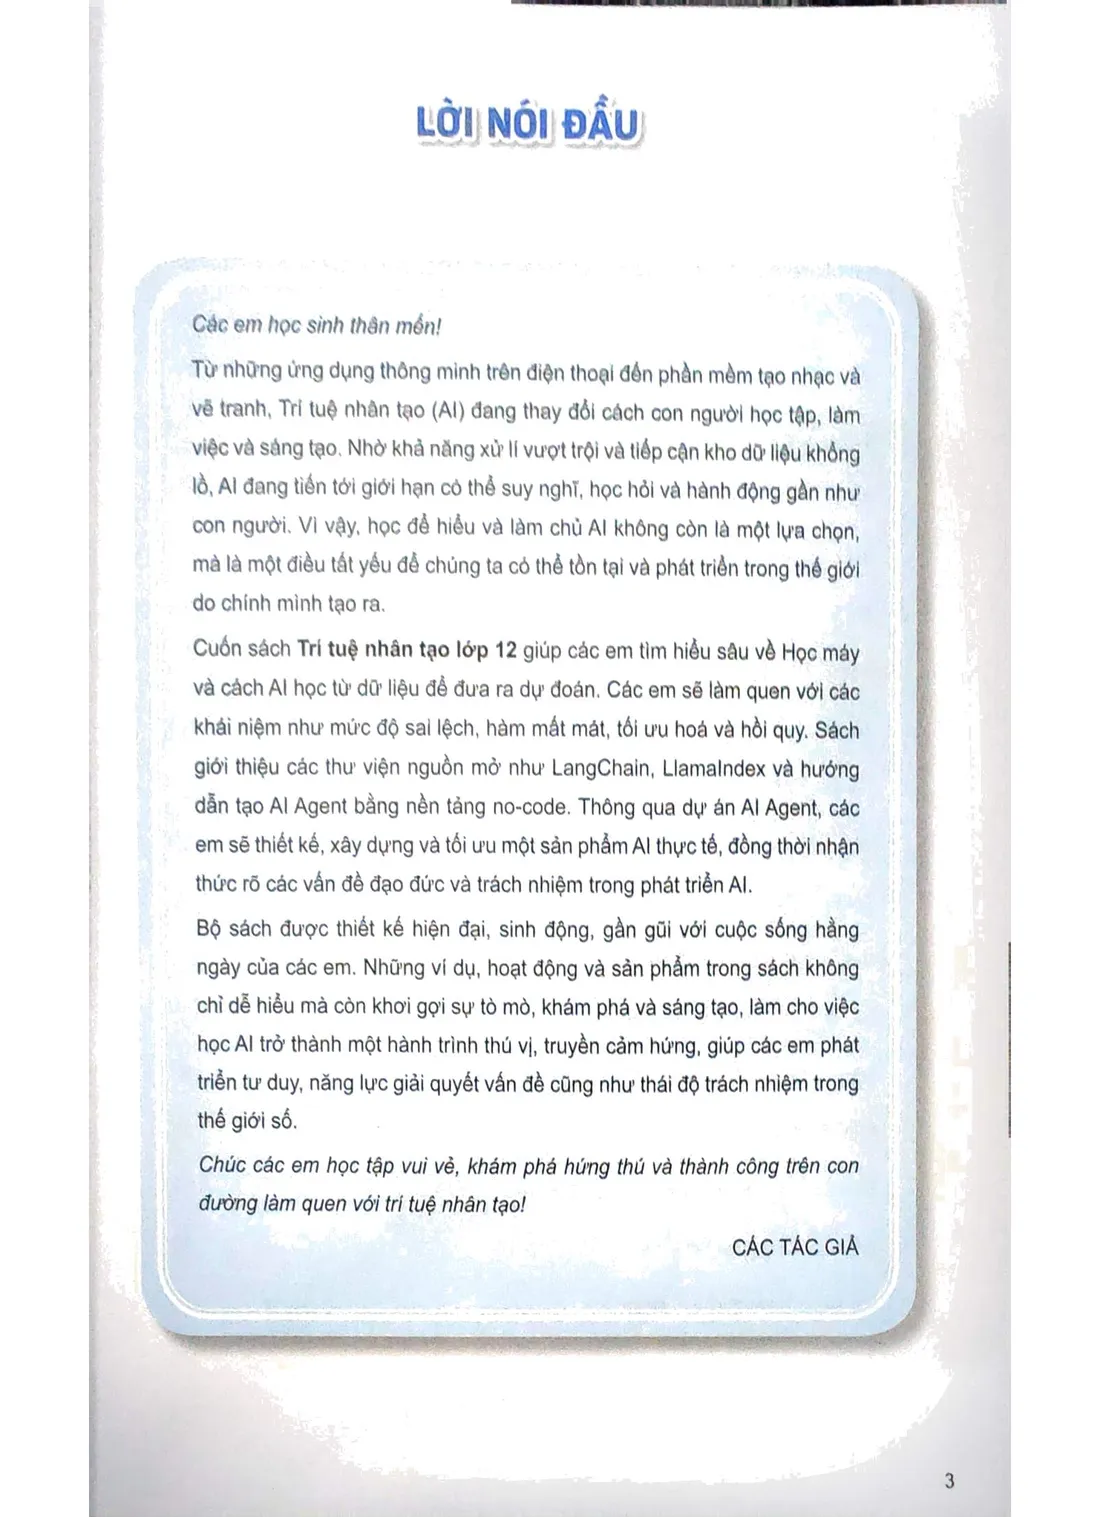 LỜI NÓI ĐẦU
Các em học sinh thân mến!
Từ những ứng dụng thông minh trên điện thoại đến phần mềm tạo nhạc và
vẽ tranh, Trí tuệ nhân tạo (AI) đang thay đổi cách con người học tập, làm
việc và sáng tạo. Nhờ khả năng xử lí vượt trội và tiếp cận kho dữ liệu khổng
lồ, AI đang tiến tới giới hạn có thể suy nghĩ, học hỏi và hành động gần như
con người. Vì vậy, học để hiểu và làm chủ AI không còn là một lựa chọn,
mà là một điều tất yếu để chúng ta có thể tồn tại và phát triển trong thế giới
do chính mình tạo ra.
Cuốn sách Trí tuệ nhân tạo lớp 12 giúp các em tìm hiểu sâu về Học máy
và cách AI học từ dữ liệu để đưa ra dự đoán. Các em sẽ làm quen với các
khái niệm như mức độ sai lệch, hàm mất mát, tối ưu hoá và hồi quy. Sách
giới thiệu các thư viện nguồn mở như LangChain, LlamaIndex và hướng
dẫn tạo AI Agent bằng nền tảng no-code. Thông qua dự án AI Agent, các
em sẽ thiết kế, xây dựng và tối ưu một sản phẩm AI thực tế, đồng thời nhận
thức rõ các vấn đề đạo đức và trách nhiệm trong phát triển AI.
Bộ sách được thiết kế hiện đại, sinh động, gần gũi với cuộc sống hằng
ngày của các em. Những ví dụ, hoạt động và sản phẩm trong sách không
chỉ dễ hiểu mà còn khơi gợi sự tò mò, khám phá và sáng tạo, làm cho việc
học AI trở thành một hành trình thú vị, truyền cảm hứng, giúp các em phát
triển tư duy, năng lực giải quyết vấn đề cũng như thái độ trách nhiệm trong
thế giới số.
Chúc các em học tập vui vẻ, khám phá hứng thú và thành công trên con
đường làm quen với trí tuệ nhân tạo!
CÁC TÁC GIẢ
3